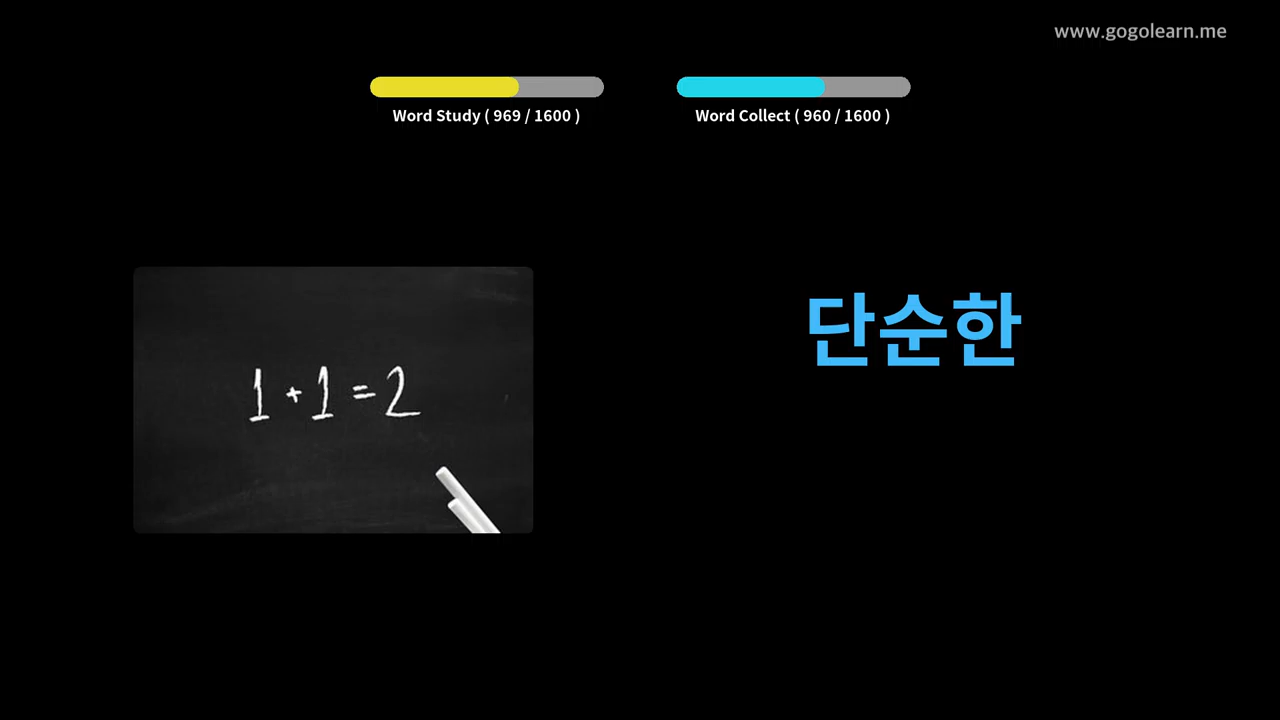 www.gogolearn.me
Word Study ( 969 / 1600 )
Word Collect ( 960 / 1600 )
단순한
1 + 1 = 2